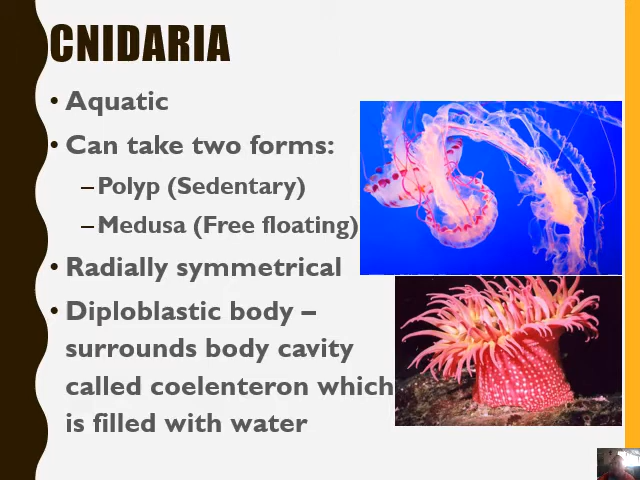 CNIDARIA
• Aquatic
• Can take two forms:
–Polyp (Sedentary)
–Medusa (Free floating)
• Radially symmetrical
• Diploblastic body –
surrounds body cavity
called coelenteron which
is filled with water